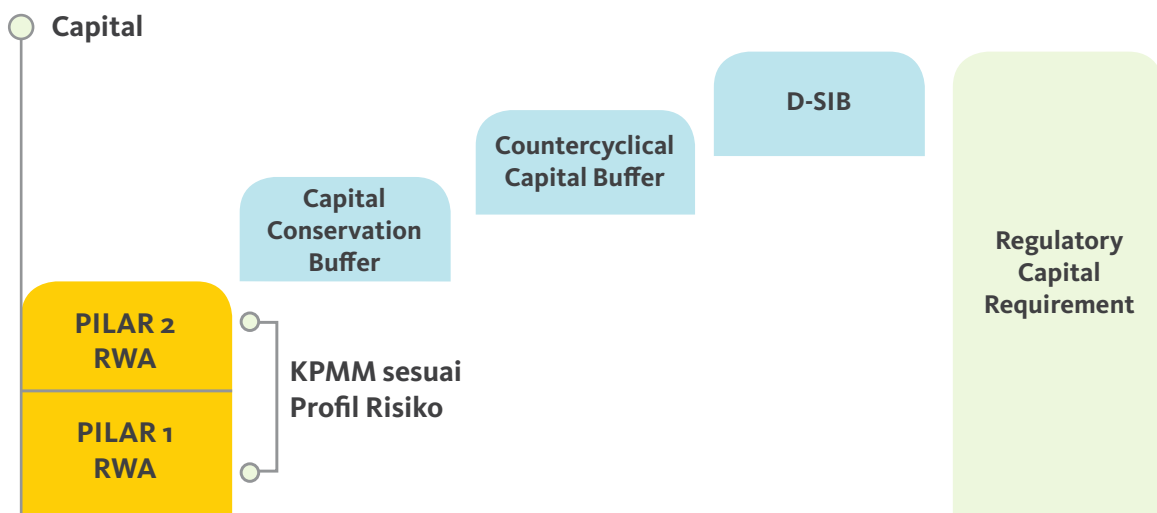 Capital
D-SIB
Countercyclical
Capital Buffer
Capital
Conservation
Buffer
Regulatory
Capital
Requirement
PILAR 2
RWA
KPMM sesuai
Profil Risiko
PILAR 1
RWA